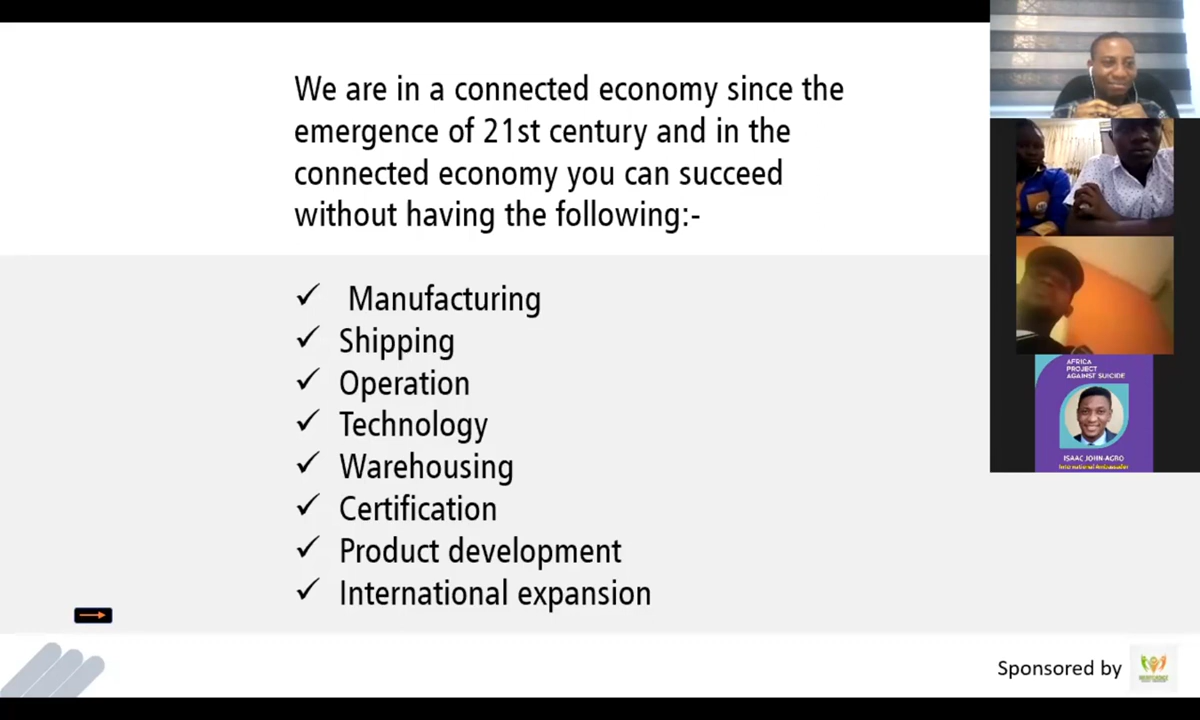 We are in a connected economy since the
emergence of 21st century and in the
connected economy you can succeed
without having the following:-
✓ Manufacturing
✓ Shipping
✓ Operation
✓ Technology
✓ Warehousing
✓ Certification
✓ Product development
✓ International expansion
AFRICA
PROJECT
AGAINST SUICIDE
ISAAC JOHN-AGBO
International Ambassador
Sponsored by